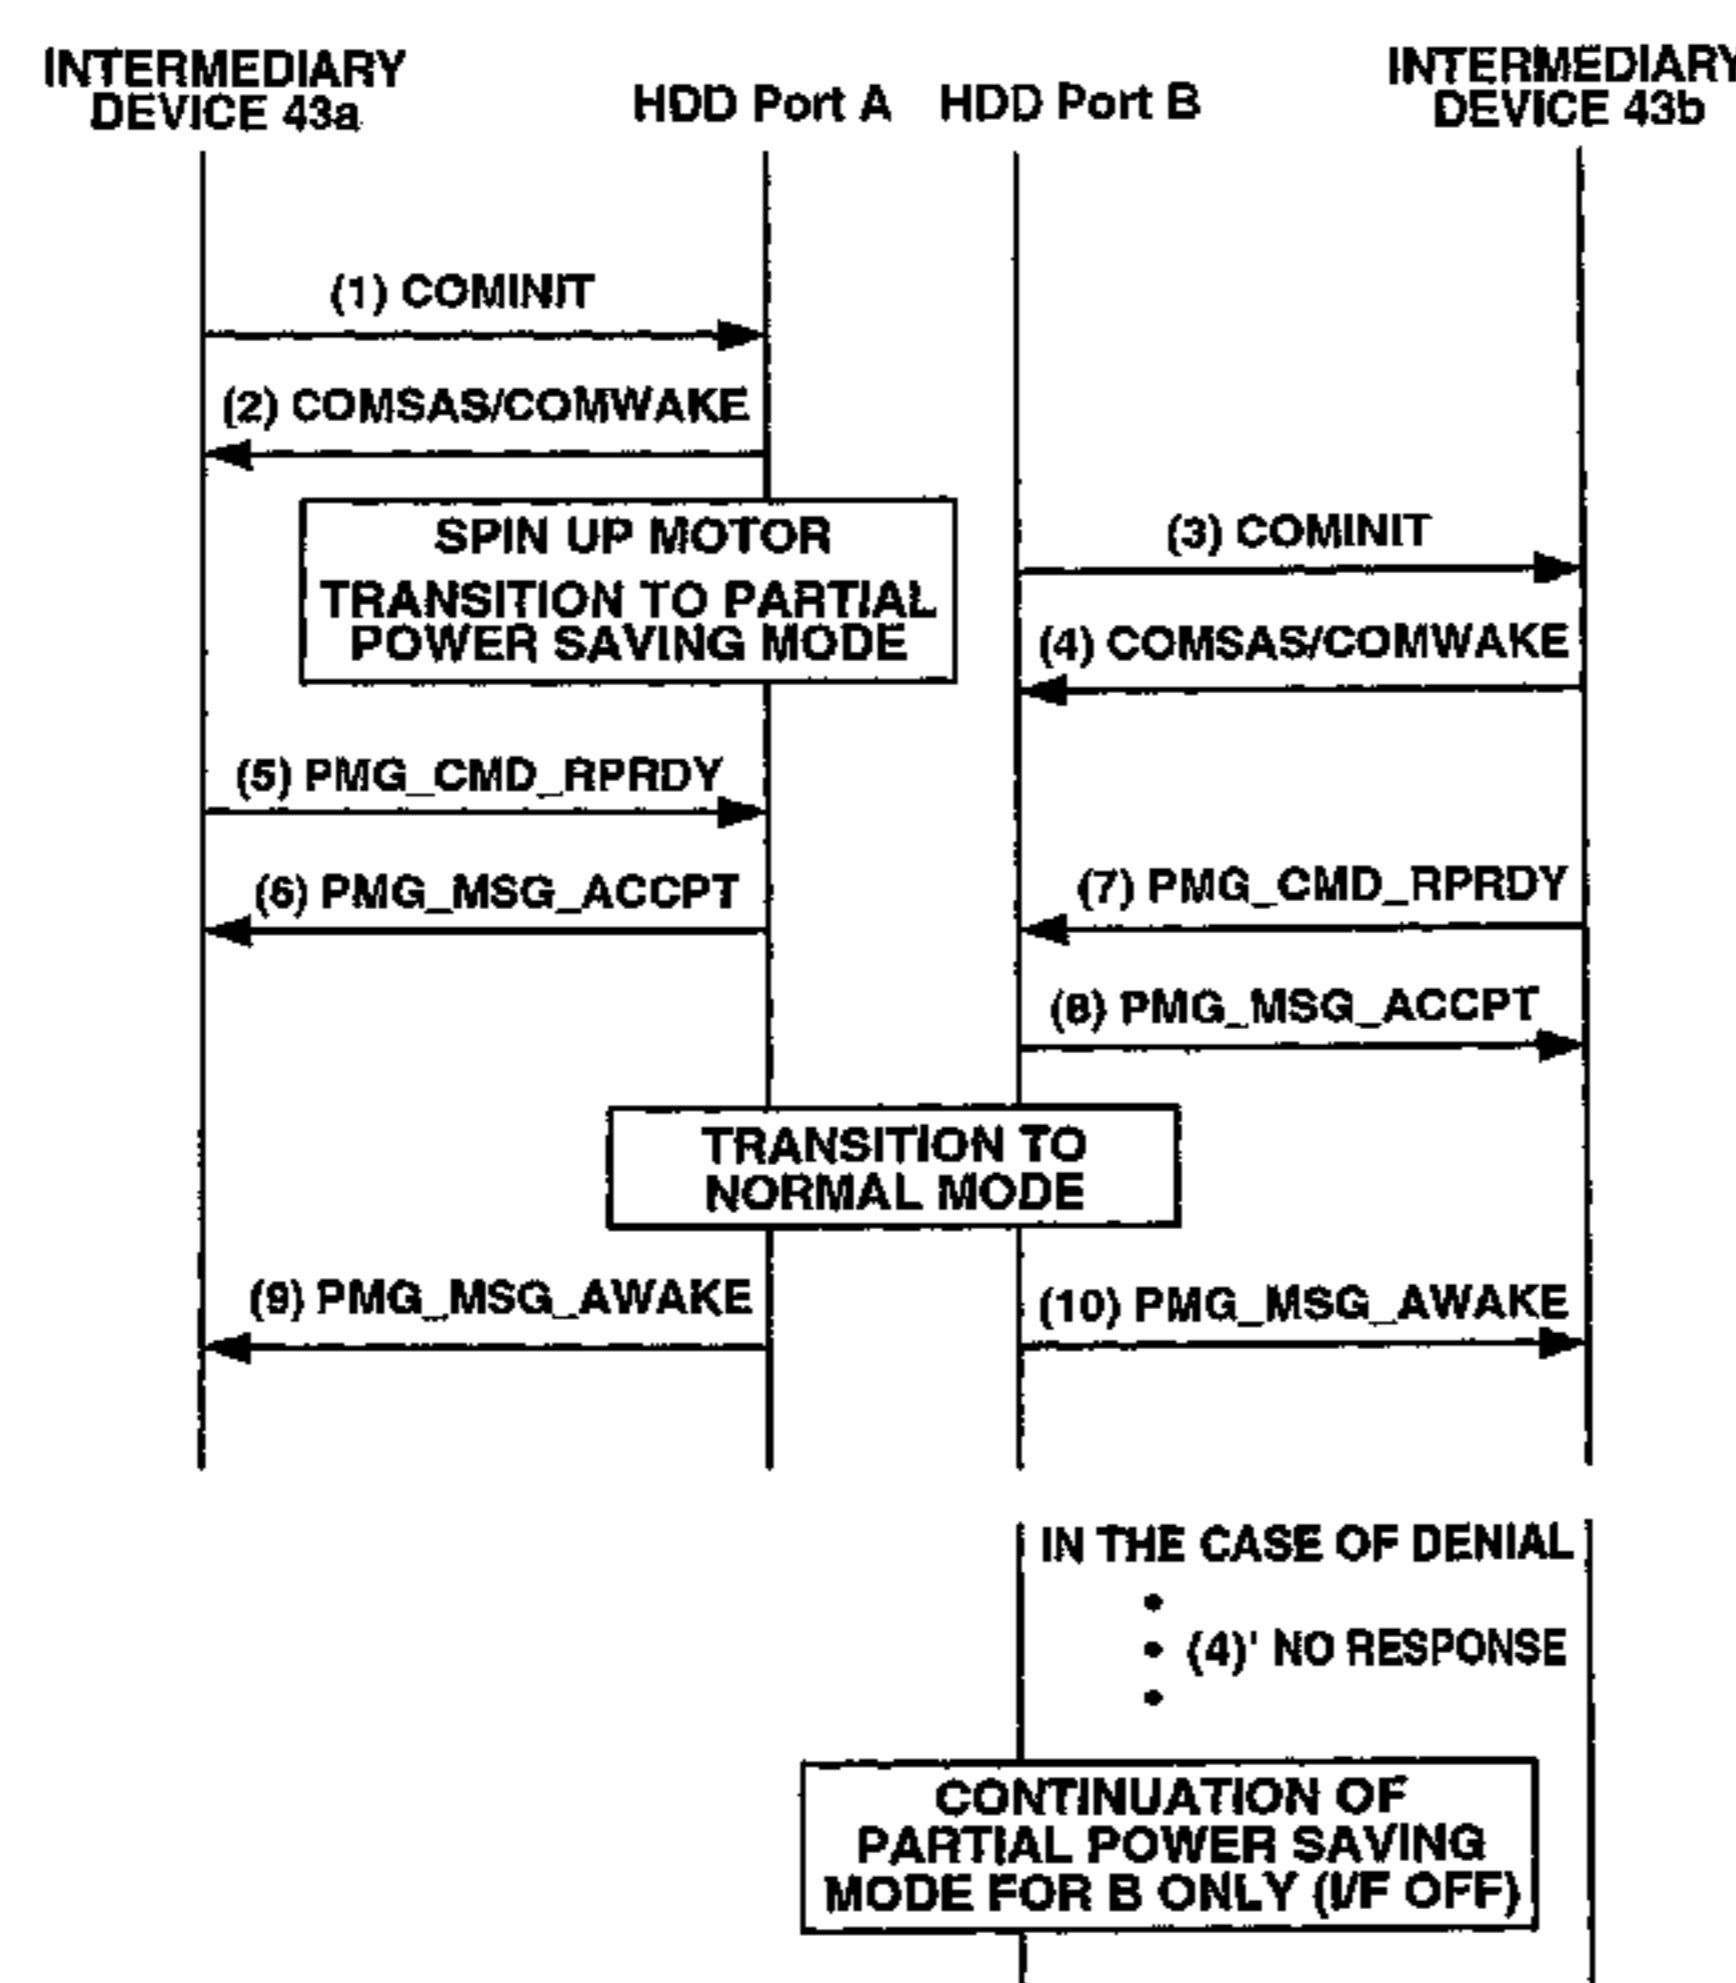 INTERMEDIARY
DEVICE 43a
HDD Port A
HDD Port B
INTERMEDIARY
DEVICE 43b
(1) COMINIT
(2) COMSAS/COMWAKE
SPIN UP MOTOR
TRANSITION TO PARTIAL
POWER SAVING MODE
(3) COMINIT
(4) COMSAS/COMWAKE
(5) PMG_CMD_RPRDY
(6) PMG_MSG_ACCPT
(7) PMG_CMD_RPRDY
(8) PMG_MSG_ACCPT
TRANSITION TO
NORMAL MODE
(9) PMG_MSG_AWAKE
(10) PMG_MSG_AWAKE
IN THE CASE OF DENIAL
(4)' NO RESPONSE
CONTINUATION OF
PARTIAL POWER SAVING
MODE FOR B ONLY (I/F OFF)